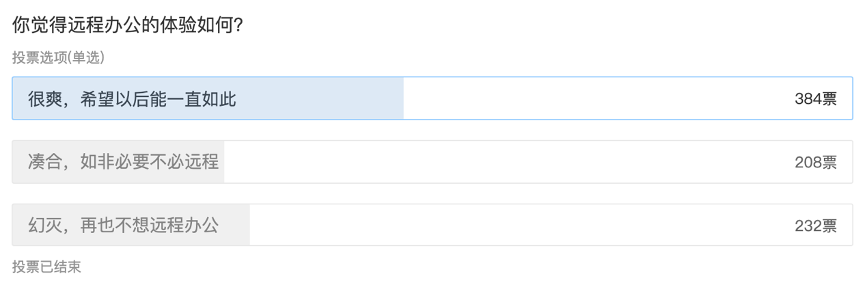 你觉得远程办公的体验如何？
投票选项(单选)
很爽，希望以后能一直如此 384票
凑合，如非必要不必远程 208票
幻灭，再也不想远程办公 232票
投票已结束